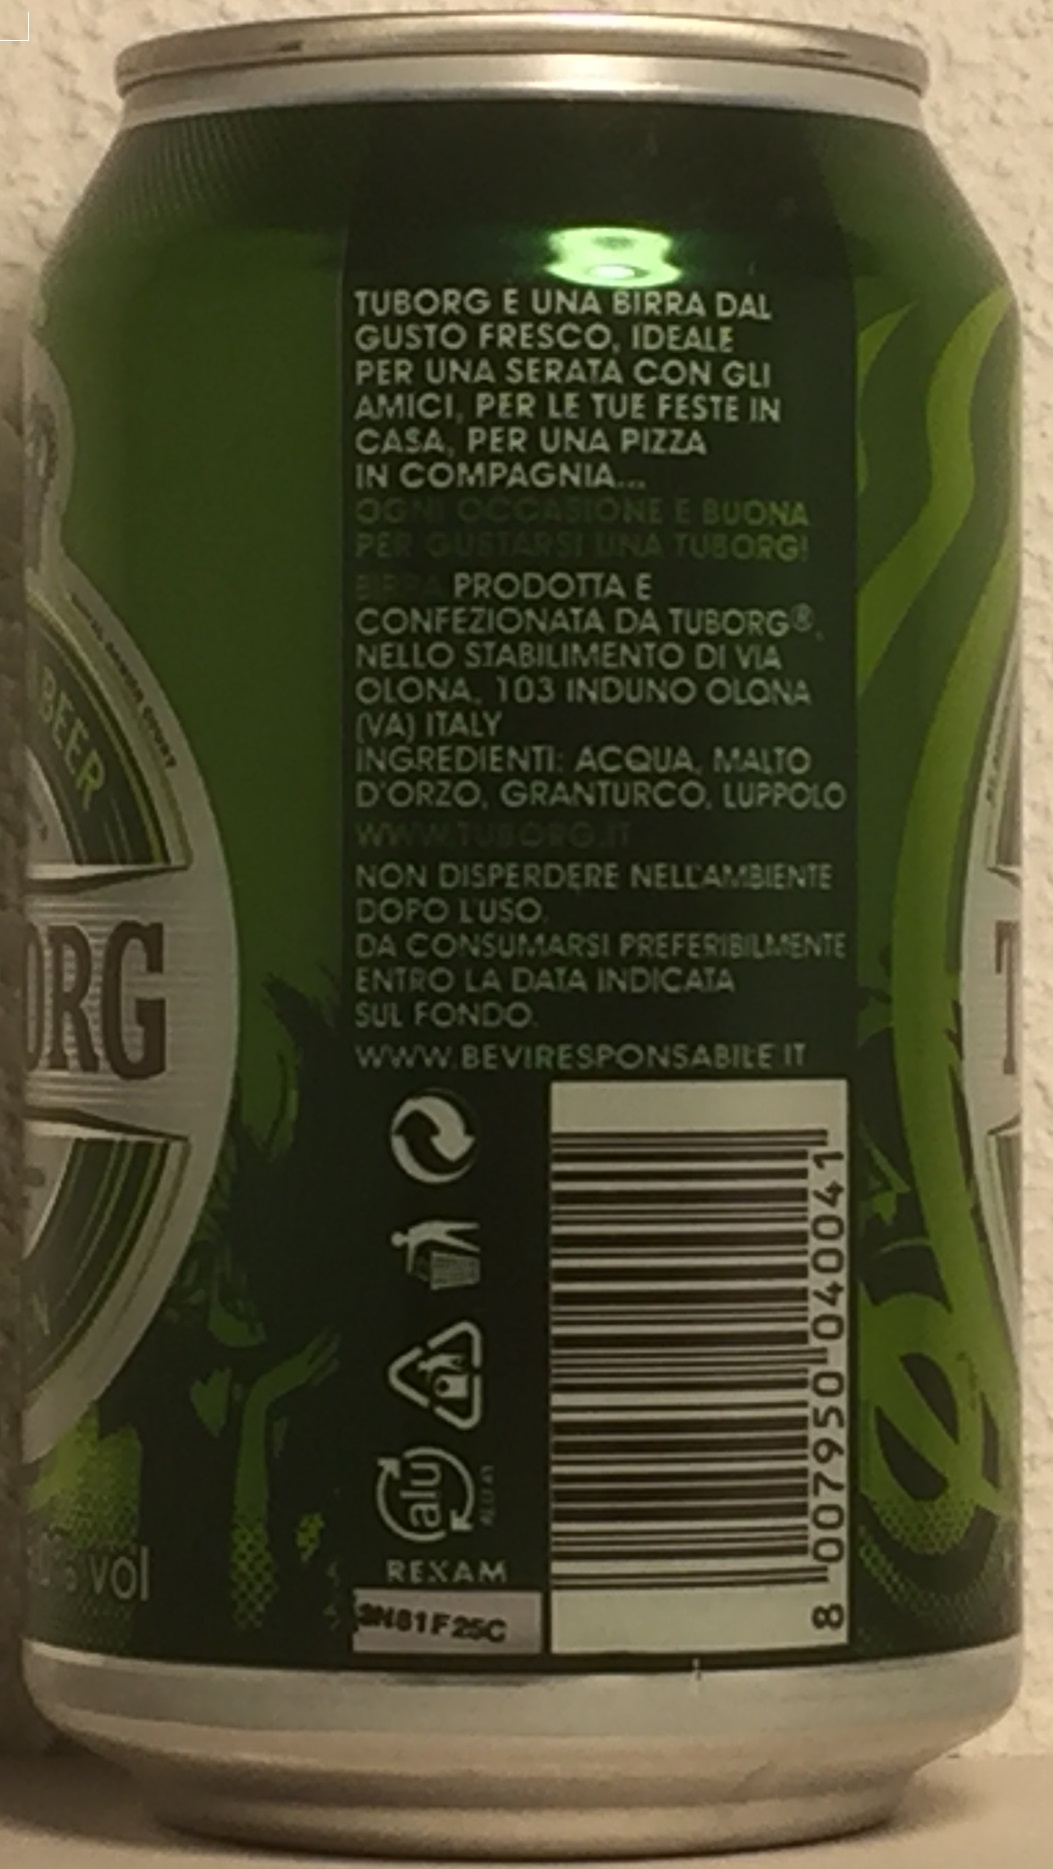 TUBORG E UNA BIRRA DAL
GUSTO FRESCO, IDEALE
PER UNA SERATA CON GLI
AMICI, PER LE TUE FESTE IN
CASA, PER UNA PIZZA
IN COMPAGNIA...
OGNI OCCASIONE E BUONA
PER GUSTARSI UNA TUBORG!
BIRRA PRODOTTA E
CONFEZIONATA DA TUBORG®,
NELLO STABILIMENTO DI VIA
OLONA, 103 INDUNO OLONA
(VA) ITALY
INGREDIENTI: ACQUA, MALTO
D'ORZO, GRANTURCO, LUPPOLO
WWW.TUBORG.IT
NON DISPERDERE NELL'AMBIENTE
DOPO L'USO.
DA CONSUMARSI PREFERIBILMENTE
ENTRO LA DATA INDICATA
SUL FONDO.
WWW.BEVIRESPONSABILE.IT
alu
REXAM
8 007950 040041
BEER
ORG
% vol
T